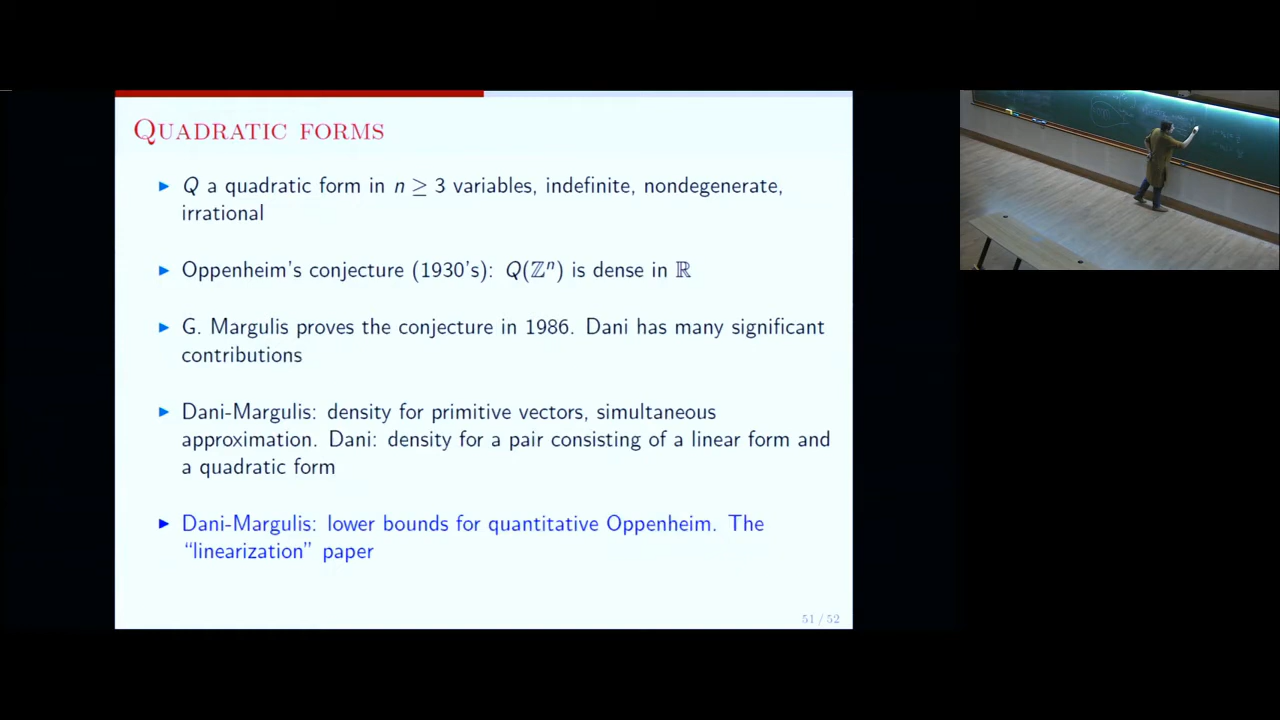 QUADRATIC FORMS
▶ Q a quadratic form in n ≥ 3 variables, indefinite, nondegenerate,
irrational
▶ Oppenheim's conjecture (1930's): Q(ℤⁿ) is dense in ℝ
▶ G. Margulis proves the conjecture in 1986. Dani has many significant
contributions
▶ Dani-Margulis: density for primitive vectors, simultaneous
approximation. Dani: density for a pair consisting of a linear form and
a quadratic form
▶ Dani-Margulis: lower bounds for quantitative Oppenheim. The
“linearization” paper
51 / 52